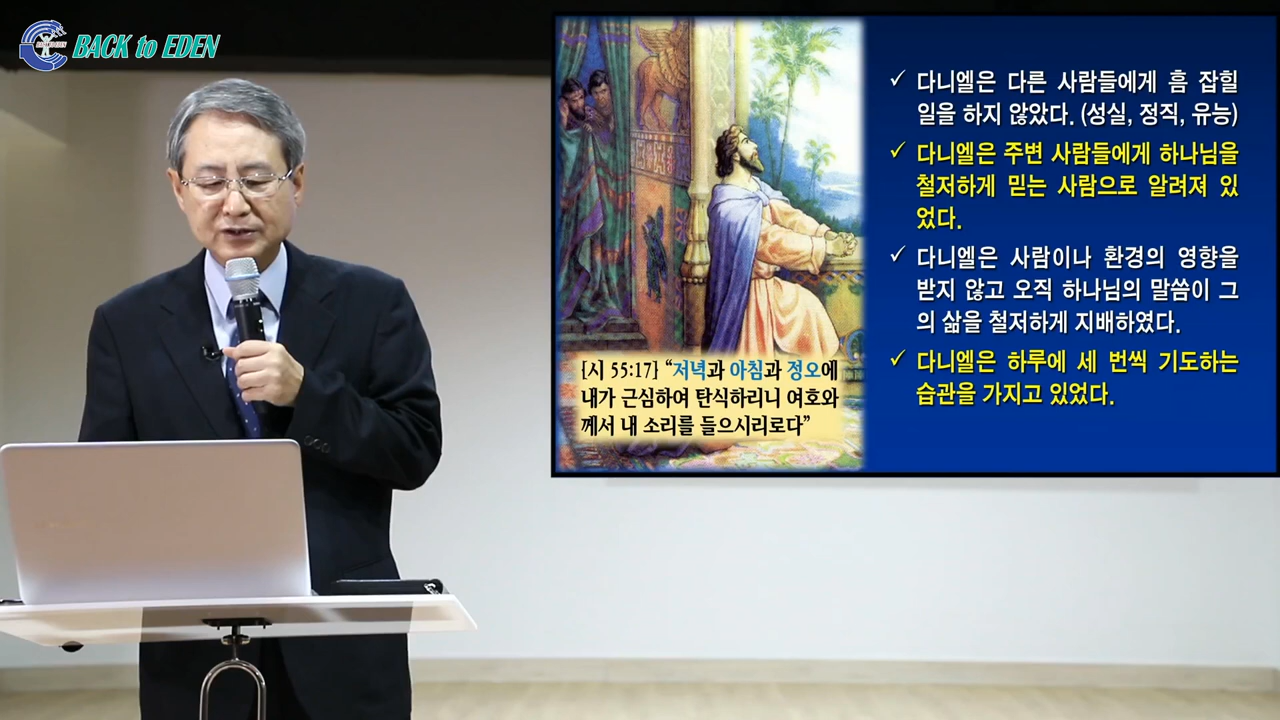 BACK to EDEN
✓ 다니엘은 다른 사람들에게 흠 잡힐
일을 하지 않았다. (성실, 정직, 유능)
✓ 다니엘은 주변 사람들에게 하나님을
철저하게 믿는 사람으로 알려져 있
었다.
✓ 다니엘은 사람이나 환경의 영향을
받지 않고 오직 하나님의 말씀이 그
의 삶을 철저하게 지배하였다.
✓ 다니엘은 하루에 세 번씩 기도하는
습관을 가지고 있었다.
[시 55:17] “저녁과 아침과 정오에
내가 근심하여 탄식하리니 여호와
께서 내 소리를 들으시리로다”